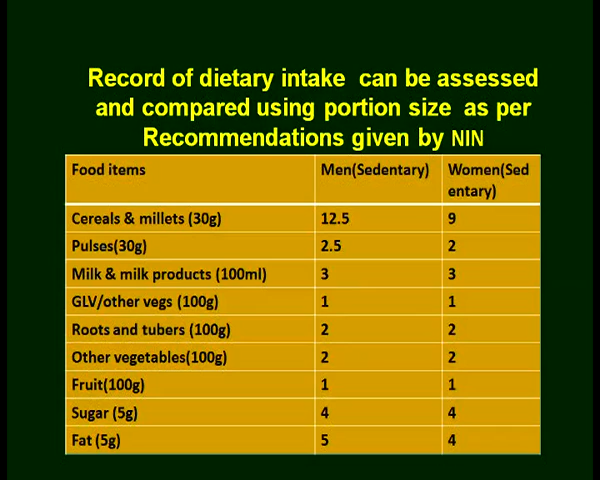 Record of dietary intake can be assessed
and compared using portion size as per
Recommendations given by NIN
Food items Men(Sedentary) Women(Sed
entary)
Cereals & millets (30g) 12.5 9
Pulses(30g) 2.5 2
Milk & milk products (100ml) 3 3
GLV/other vegs (100g) 1 1
Roots and tubers (100g) 2 2
Other vegetables(100g) 2 2
Fruit(100g) 1 1
Sugar (5g) 4 4
Fat (5g) 5 4